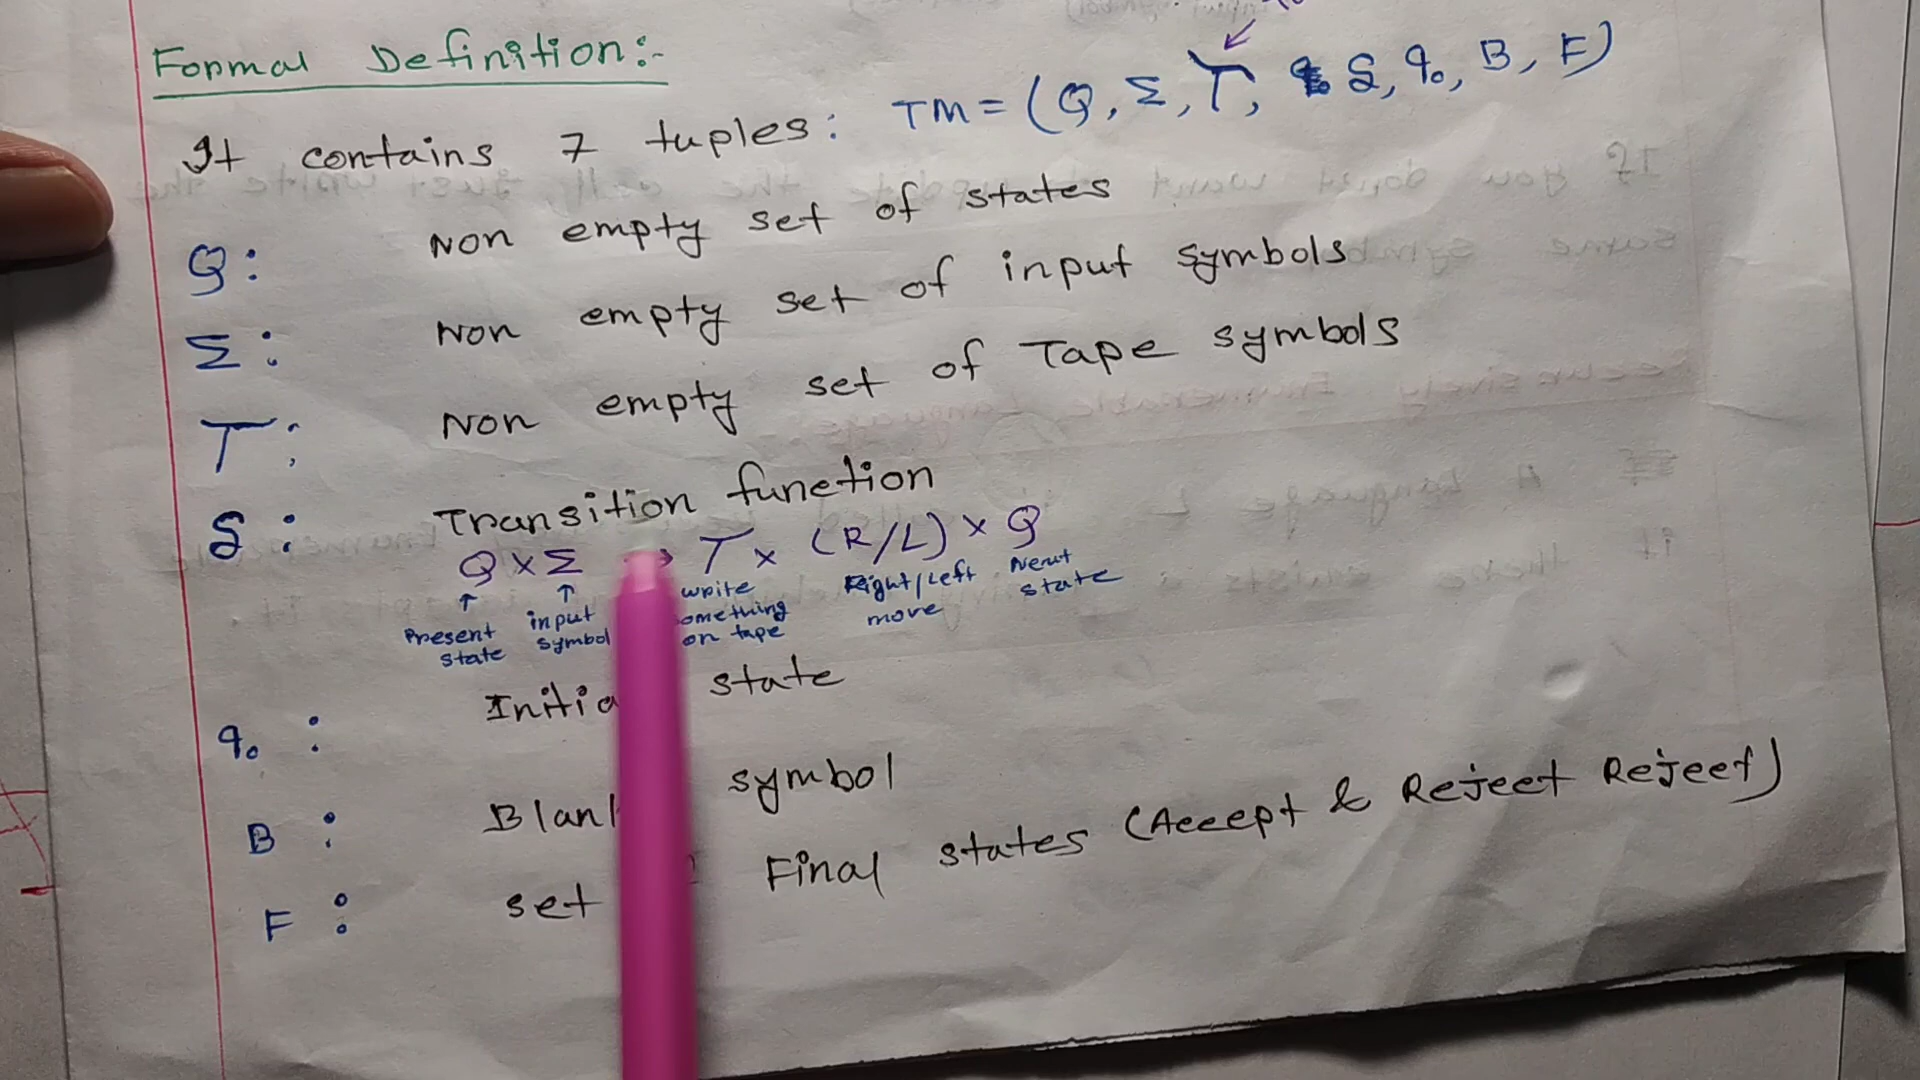 Formal Definition:-
It contains 7 tuples: TM = (Q, Σ, T, δ, q₀, B, F)
Q: Non empty set of states
Σ: Non empty set of input symbols
T: Non empty set of Tape symbols
δ: Transition function
Q × Σ → T × (R/L) × Q
↑ Present state ↑ input symbol write something on tape Right/Left move Next state
q₀: Initial state
B: Blank symbol
F: set Final states (Accept & Reject Reject)